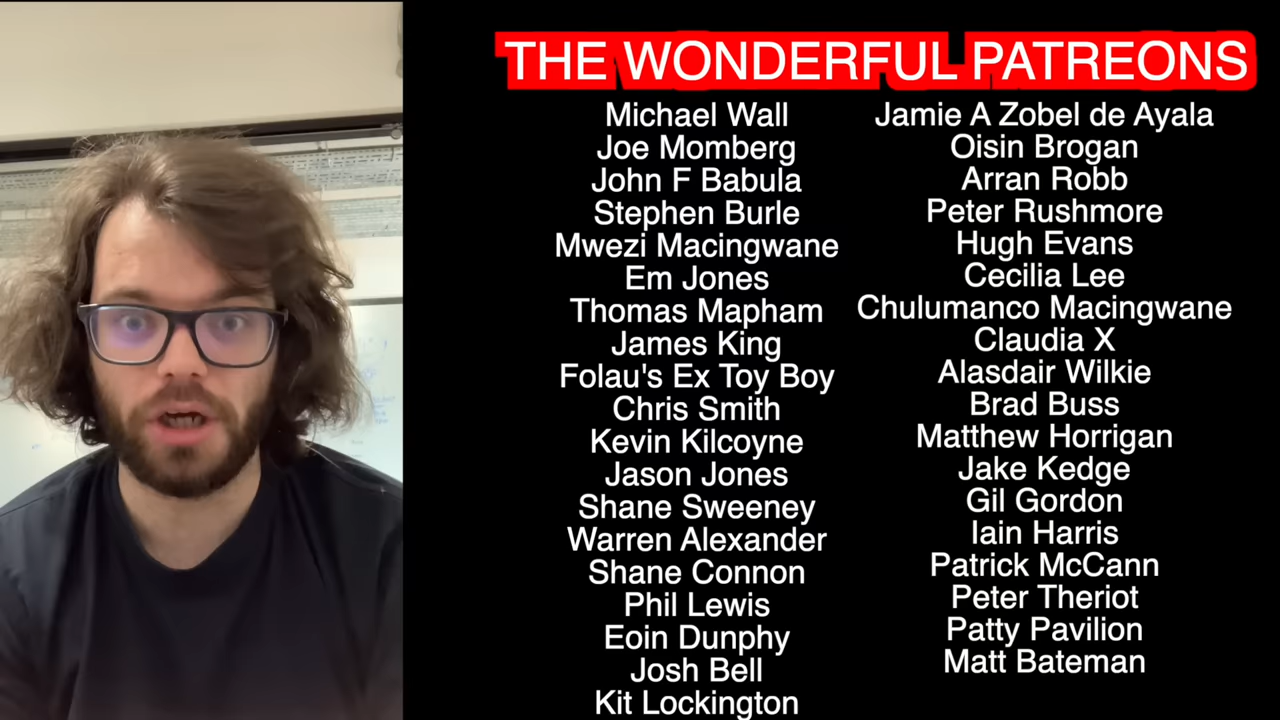 THE WONDERFUL PATREONS
Michael Wall
Joe Momberg
John F Babula
Stephen Burle
Mwezi Macingwane
Em Jones
Thomas Mapham
James King
Folau's Ex Toy Boy
Chris Smith
Kevin Kilcoyne
Jason Jones
Shane Sweeney
Warren Alexander
Shane Connon
Phil Lewis
Eoin Dunphy
Josh Bell
Kit Lockington
Jamie A Zobel de Ayala
Oisin Brogan
Arran Robb
Peter Rushmore
Hugh Evans
Cecilia Lee
Chulumanco Macingwane
Claudia X
Alasdair Wilkie
Brad Buss
Matthew Horrigan
Jake Kedge
Gil Gordon
Iain Harris
Patrick McCann
Peter Theriot
Patty Pavilion
Matt Bateman